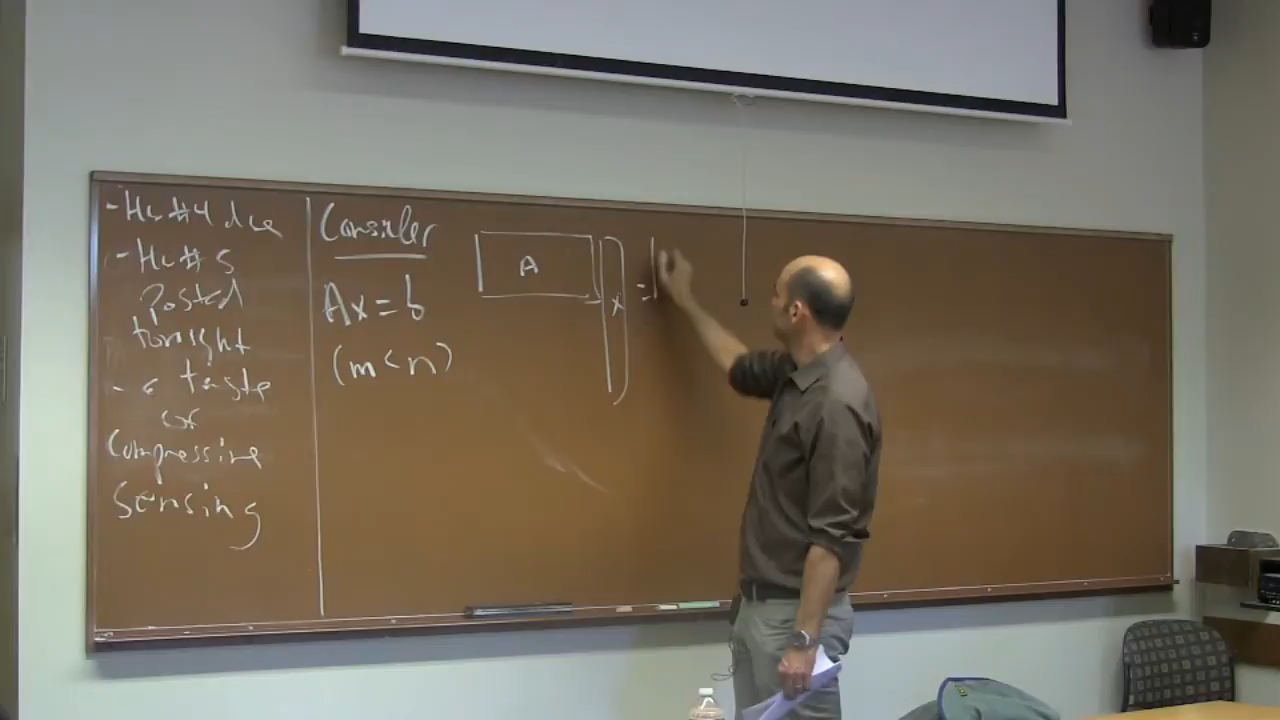 - HW #4 due
- HW #5
Posted
tonight
- a taste
of
Compressive
Sensing
Consider
Ax = b
(m < n)
A x =